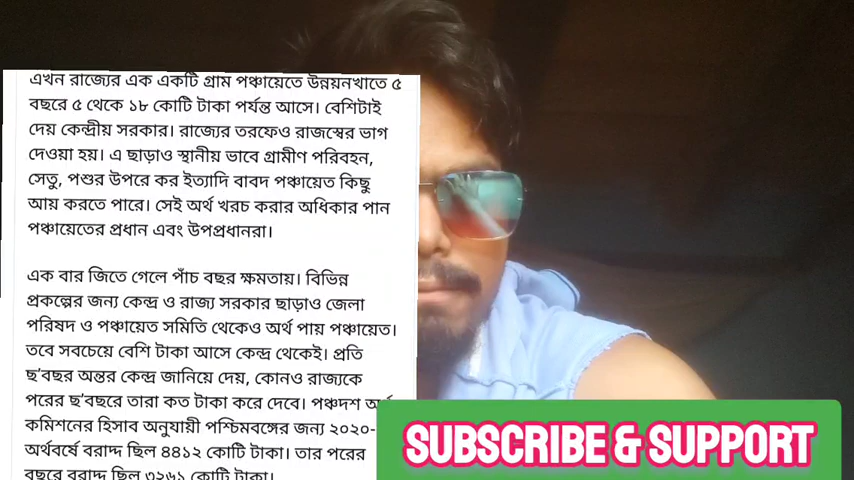 এখন রাজ্যের এক একটি গ্রাম পঞ্চায়েতে উন্নয়নখাতে ৫
বছরে ৫ থেকে ১৮ কোটি টাকা পর্যন্ত আসে। বেশিটাই
দেয় কেন্দ্রীয় সরকার। রাজ্যের তরফেও রাজস্বের ভাগ
দেওয়া হয়। এ ছাড়াও স্থানীয় ভাবে গ্রামীণ পরিবহন,
সেতু, পশুর উপরে কর ইত্যাদি বাবদ পঞ্চায়েত কিছু
আয় করতে পারে। সেই অর্থ খরচ করার অধিকার পান
পঞ্চায়েতের প্রধান এবং উপপ্রধানরা।
এক বার জিতে গেলে পাঁচ বছর ক্ষমতায়। বিভিন্ন
প্রকল্পের জন্য কেন্দ্র ও রাজ্য সরকার ছাড়াও জেলা
পরিষদ ও পঞ্চায়েত সমিতি থেকেও অর্থ পায় পঞ্চায়েত।
তবে সবচেয়ে বেশি টাকা আসে কেন্দ্র থেকেই। প্রতি
ছ'বছর অন্তর কেন্দ্র জানিয়ে দেয়, কোনও রাজ্যকে
পরের ছ'বছরে তারা কত টাকা করে দেবে। পঞ্চদশ
কমিশনের হিসাব অনুযায়ী পশ্চিমবঙ্গের জন্য ২০২০-
অর্থবর্ষে বরাদ্দ ছিল ৪৪১২ কোটি টাকা। তার পরের
বছরে বরাদ্দ ছিল ৩২৬১ কোটি টাকা।
SUBSCRIBE & SUPPORT